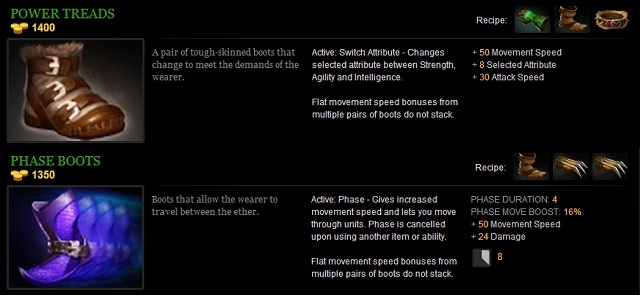 POWER TREADS
1400
Recipe:
A pair of tough-skinned boots that
change to meet the demands of the
wearer.
Active: Switch Attribute - Changes
selected attribute between Strength,
Agility and Intelligence.
Flat movement speed bonuses from
multiple pairs of boots do not stack.
+ 50 Movement Speed
+ 8 Selected Attribute
+ 30 Attack Speed
PHASE BOOTS
1350
Recipe:
Boots that allow the wearer to
travel between the ether.
Active: Phase - Gives increased
movement speed and lets you move
through units. Phase is cancelled
upon using another item or ability.
Flat movement speed bonuses from
multiple pairs of boots do not stack.
PHASE DURATION: 4
PHASE MOVE BOOST: 16%
+ 50 Movement Speed
+ 24 Damage
8